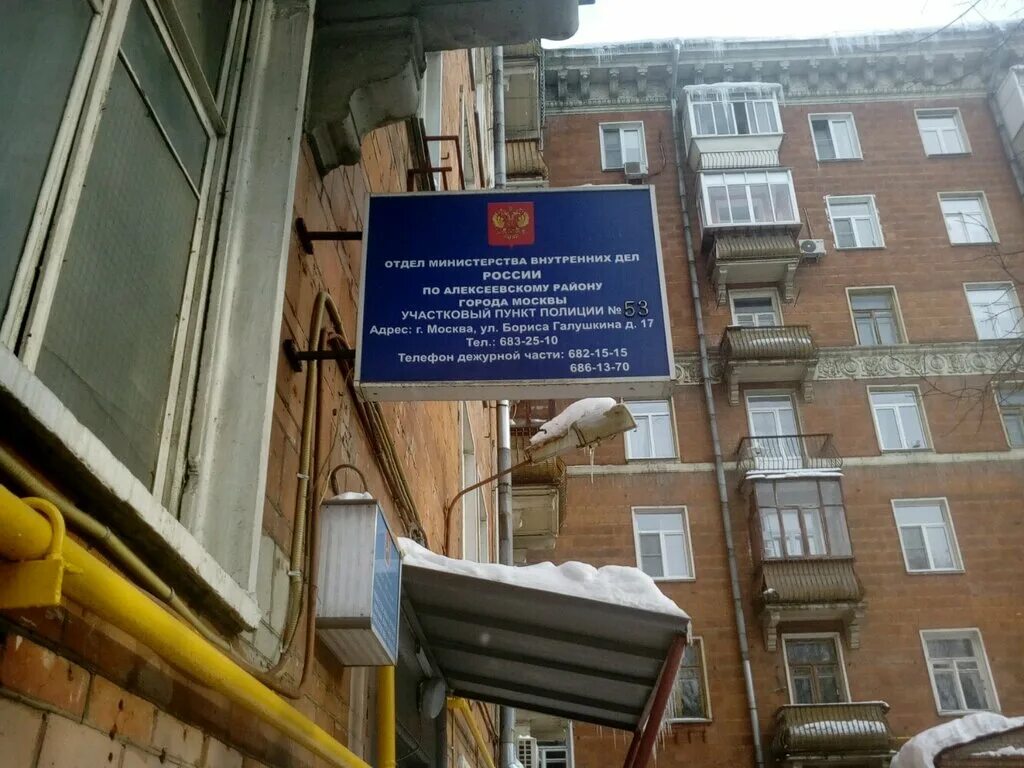 ОТДЕЛ МИНИСТЕРСТВА ВНУТРЕННИХ ДЕЛ
РОССИИ
ПО АЛЕКСЕЕВСКОМУ РАЙОНУ
ГОРОДА МОСКВЫ
УЧАСТКОВЫЙ ПУНКТ ПОЛИЦИИ № 53
Адрес: г. Москва, ул. Бориса Галушкина д. 17
Тел.: 683-25-10
Телефон дежурной части: 682-15-15
686-13-70